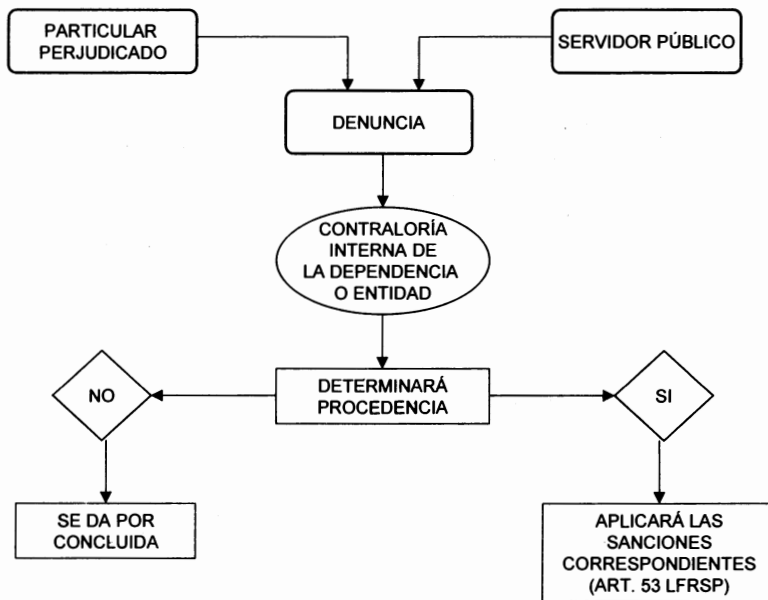 PARTICULAR
PERJUDICADO
SERVIDOR PÚBLICO
DENUNCIA
CONTRALORÍA
INTERNA DE
LA DEPENDENCIA
O ENTIDAD
NO
DETERMINARÁ
PROCEDENCIA
SI
SE DA POR
CONCLUIDA
APLICARÁ LAS
SANCIONES
CORRESPONDIENTES
(ART. 53 LFRSP)